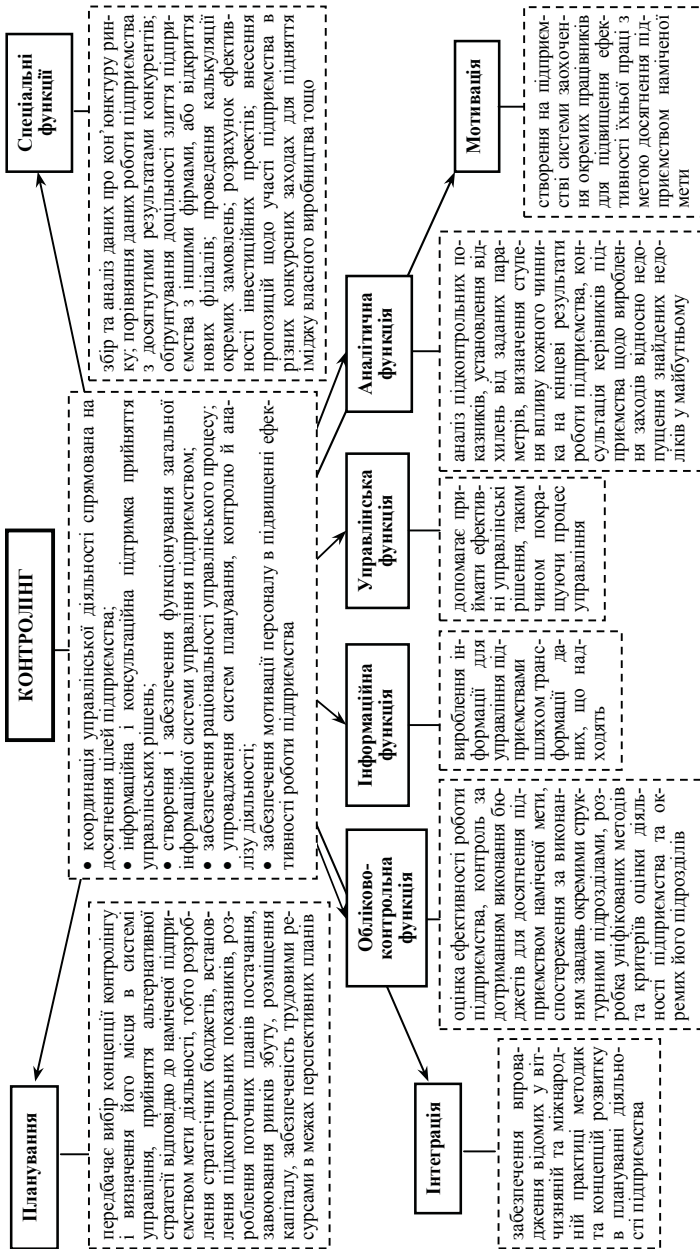 КОНТРОЛІНГ
• координація управлінської діяльності спрямована на
досягнення цілей підприємства;
• інформаційна і консультаційна підтримка прийняття
управлінських рішень;
• створення і забезпечення функціонування загальної
інформаційної системи управління підприємством;
• забезпечення раціональності управлінського процесу;
• упровадження систем планування, контролю й ана-
лізу діяльності;
• забезпечення мотивації персоналу в підвищенні ефек-
тивності роботи підприємства
Планування
передбачає вибір концепції контролінгу
і визначення його місця в системі
управління, прийняття альтернативної
стратегії відповідно до наміченої підпри-
ємством мети діяльності, тобто розроб-
лення стратегічних бюджетів, встанов-
лення підконтрольних показників, роз-
роблення поточних планів постачання,
завоювання ринків збуту, розміщення
капіталу, забезпеченість трудовими ре-
сурсами в межах перспективних планів
Спеціальні
функції
збір та аналіз даних про кон’юнктуру рин-
ку; порівняння даних роботи підприємства
з досягнутими результатами конкурентів;
обґрунтування доцільності злиття підпри-
ємства з іншими фірмами, або відкриття
нових філіалів; проведення калькуляції
окремих замовлень; розрахунок ефектив-
ності інвестиційних проектів; внесення
пропозицій щодо участі підприємства в
різних конкурсних заходах для підняття
іміджу власного виробництва тощо
Інтеграція
забезпечення впрова-
дження відомих у віт-
чизняній та міжнарод-
ній практиці методик
та концепцій розвитку
в плануванні діяльно-
сті підприємства
Обліково-
контрольна
функція
оцінка ефективності роботи
підприємства, контроль за
дотриманням виконання бю-
джетів для досягнення під-
приємством наміченої мети,
спостереження за виконан-
ням завдань окремими струк-
турними підрозділами, роз-
робка уніфікованих методів
та критеріїв оцінки діяль-
ності підприємства та ок-
ремих його підрозділів
Інформаційна
функція
вироблення ін-
формації для
управління під-
приємствами
шляхом транс-
формації да-
них, що над-
ходять
Управлінська
функція
допомагає при-
ймати ефектив-
ні управлінські
рішення, таким
чином покра-
щуючи процес
управління
Аналітична
функція
аналіз підконтрольних по-
казників, установлення від-
хилень від заданих пара-
метрів, визначення ступе-
ня впливу кожного чинни-
ка на кінцеві результати
роботи підприємства, кон-
сультація керівників під-
приємства щодо вироблен-
ня заходів відносно недо-
пущення знайдених недо-
ліків у майбутньому
Мотивація
створення на підприєм-
стві системи заохочен-
ня окремих працівників
для підвищення ефек-
тивності їхньої праці з
метою досягнення під-
приємством наміченої
мети